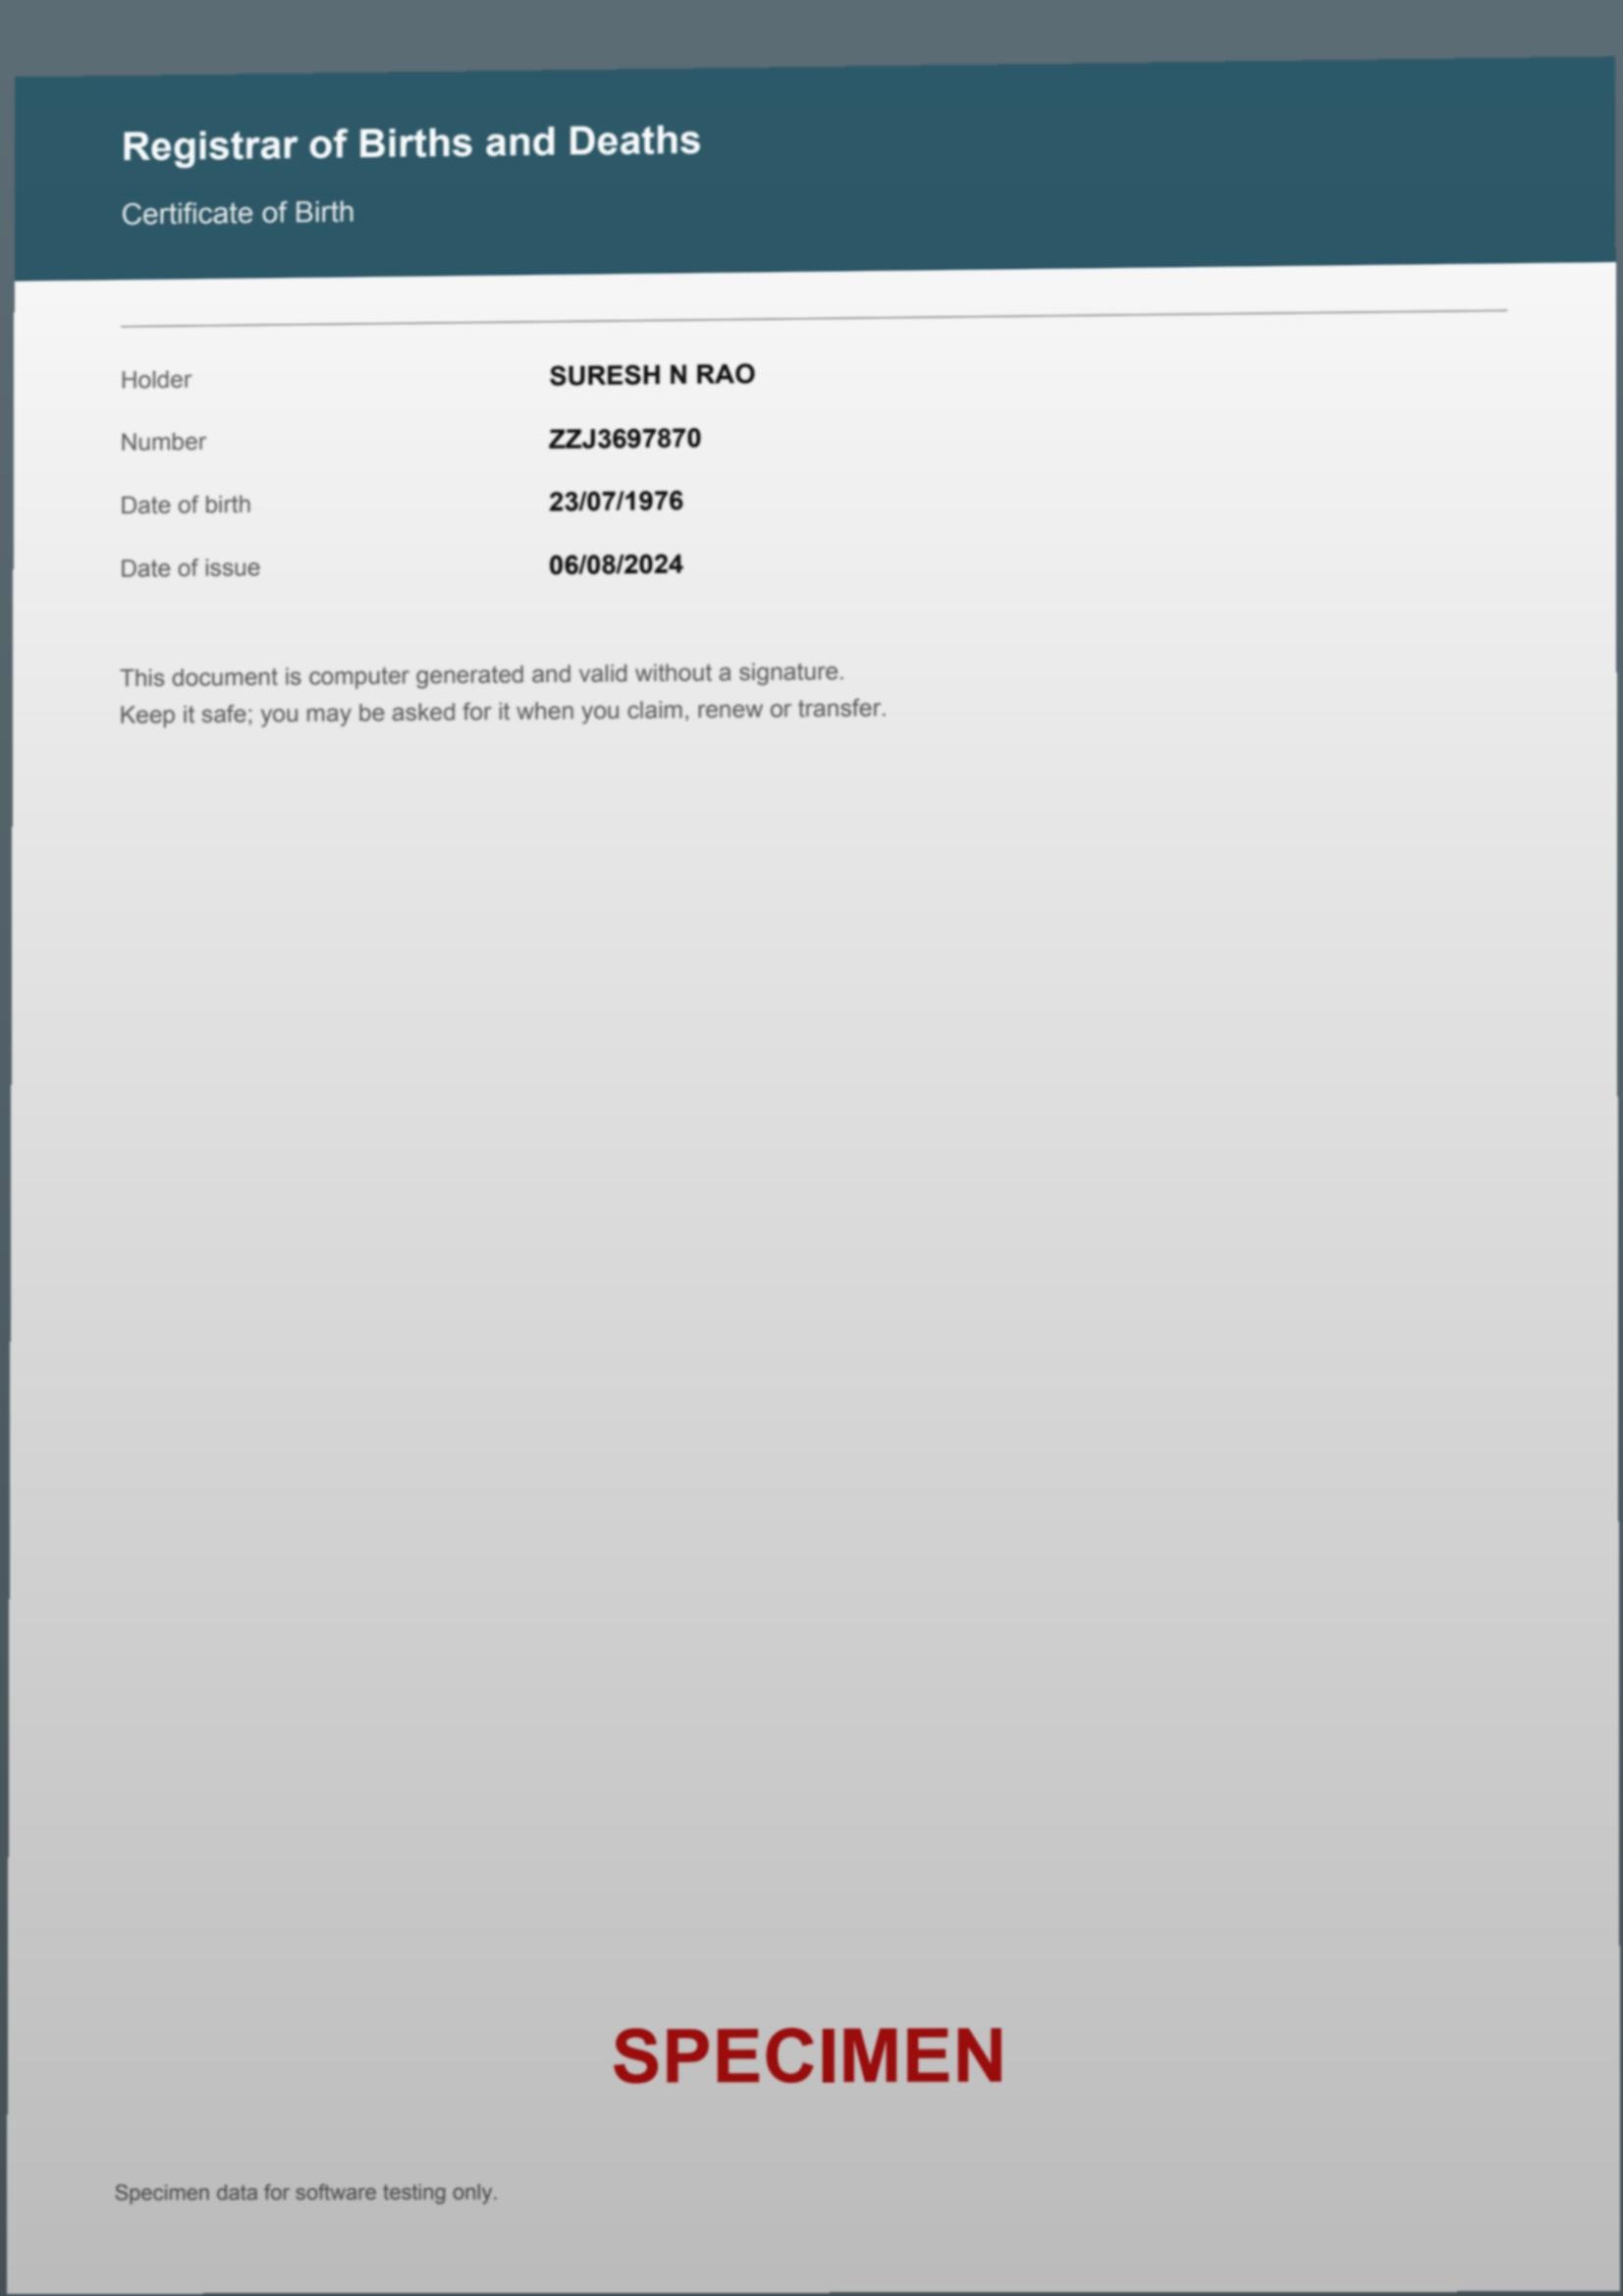 Registrar of Births and Deaths
Certificate of Birth
Holder SURESH N RAO
Number ZZJ3697870
Date of birth 23/07/1976
Date of issue 06/08/2024
This document is computer generated and valid without a signature.
Keep it safe; you may be asked for it when you claim, renew or transfer.
SPECIMEN
Specimen data for software testing only.